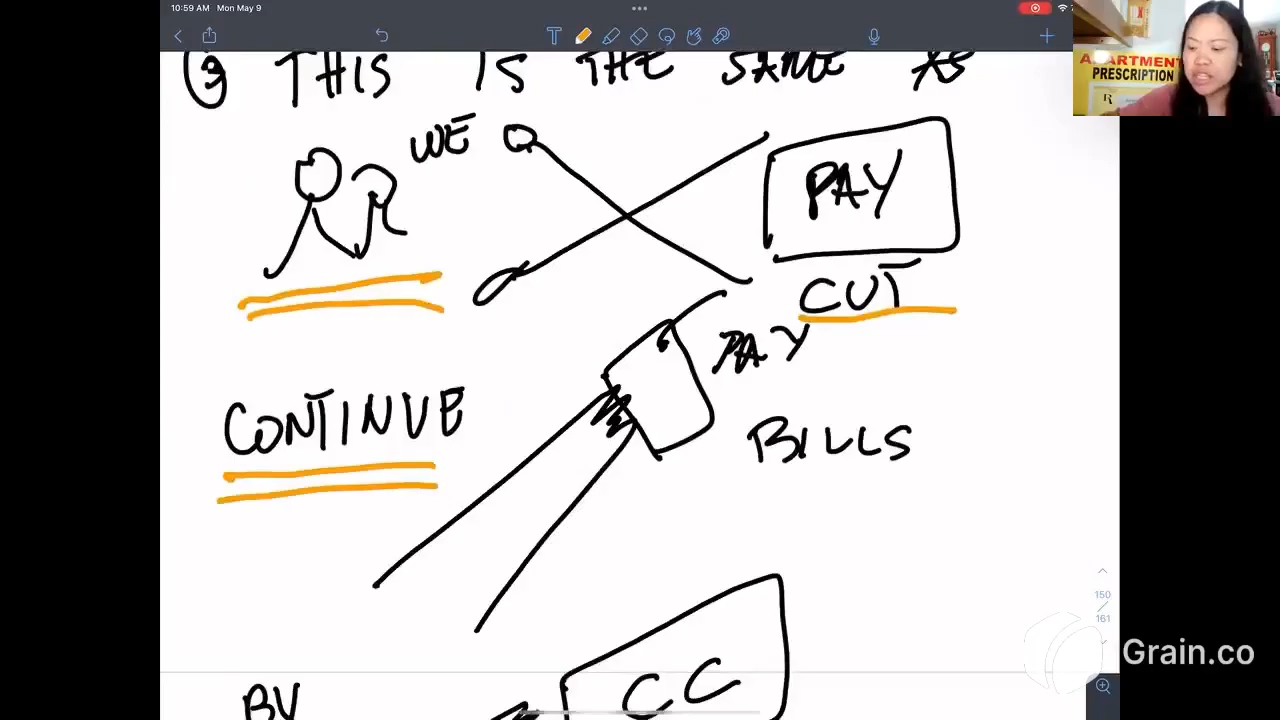 10:59 AM Mon May 9
APARTMENT
PRESCRIPTION
③ THIS IS THE SAME AS
WE
PAY
CUT
PAY
CONTINUE
BILLS
150
161
Grain.co
CC